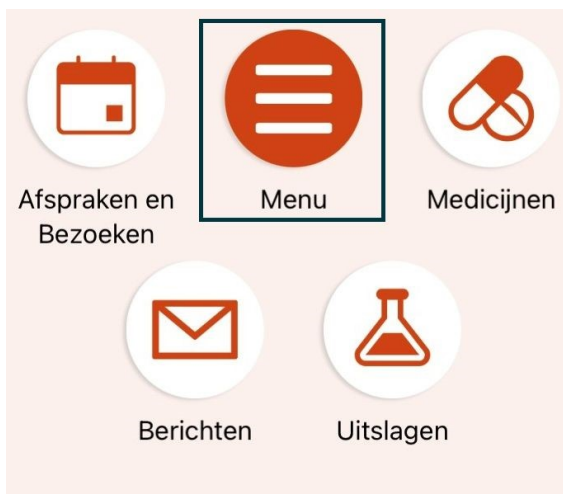 Afspraken en
Bezoeken
Menu
Medicijnen
Berichten
Uitslagen